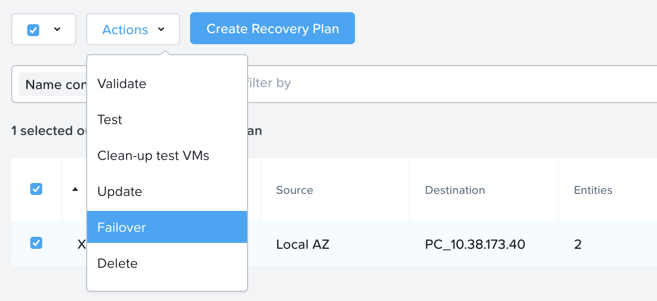 Actions Create Recovery Plan
Name con ilter by
Validate
Test
1 selected o an
Clean-up test VMs
Update
Source Destination Entities
Failover
X Local AZ PC_10.38.173.40 2
Delete